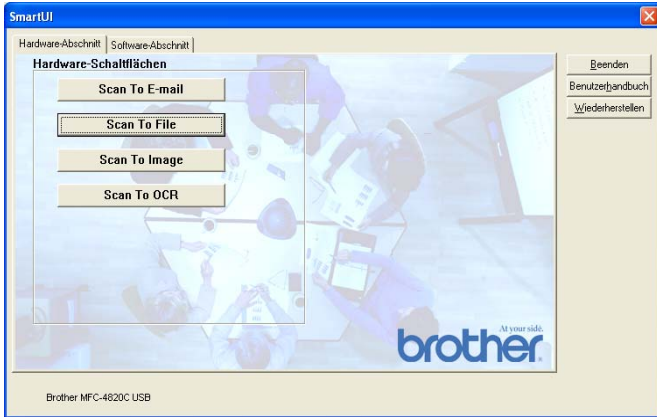 SmartUI
Hardware-Abschnitt Software-Abschnitt
Hardware-Schaltflächen
Scan To E-mail
Scan To File
Scan To Image
Scan To OCR
Beenden
Benutzerhandbuch
Wiederherstellen
At your side.
brother
Brother MFC-4820C USB